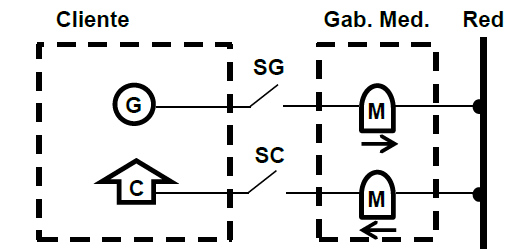 Cliente Gab. Med. Red
SG
G M
SC
C M